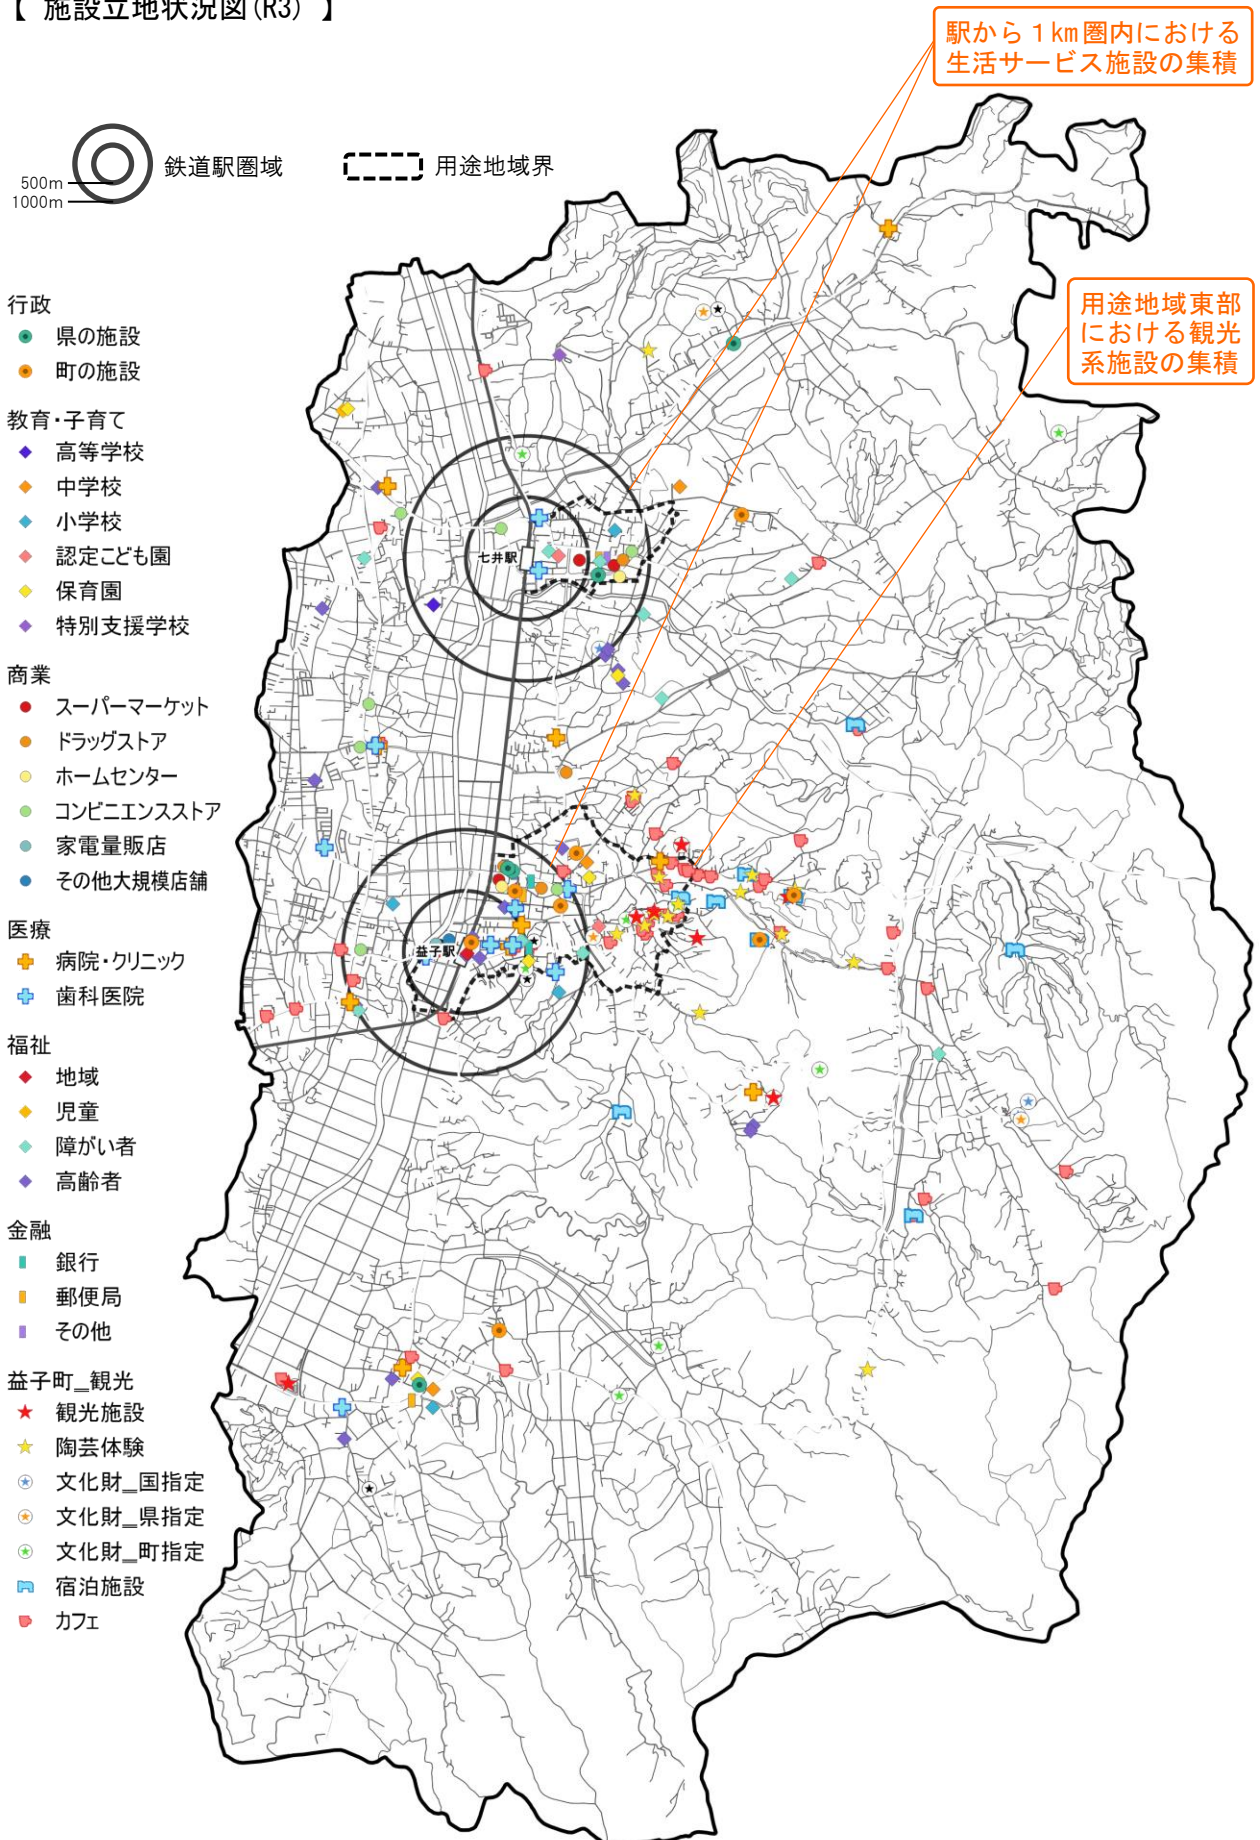 【 施設立地状況図(R3) 】
駅から1km圏内における
生活サービス施設の集積
500m
1000m
鉄道駅圏域
用途地域界
用途地域東部
における観光
系施設の集積
行政
県の施設
町の施設
教育・子育て
高等学校
中学校
小学校
認定こども園
保育園
特別支援学校
商業
スーパーマーケット
ドラッグストア
ホームセンター
コンビニエンスストア
家電量販店
その他大規模店舗
医療
病院・クリニック
歯科医院
福祉
地域
児童
障がい者
高齢者
金融
銀行
郵便局
その他
益子町_観光
観光施設
陶芸体験
文化財_国指定
文化財_県指定
文化財_町指定
宿泊施設
カフェ
七井駅
益子駅